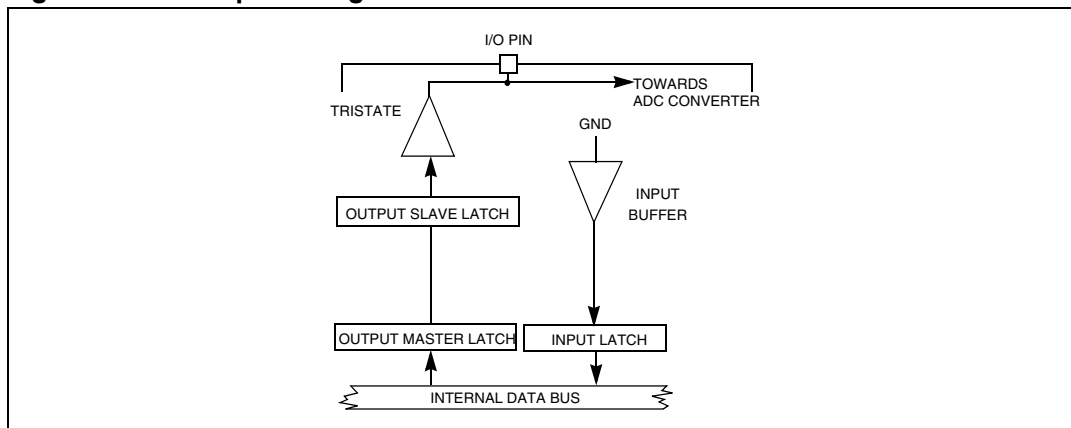 I/O PIN
TOWARDS
ADC CONVERTER
TRISTATE
GND
INPUT
BUFFER
OUTPUT SLAVE LATCH
OUTPUT MASTER LATCH
INPUT LATCH
INTERNAL DATA BUS